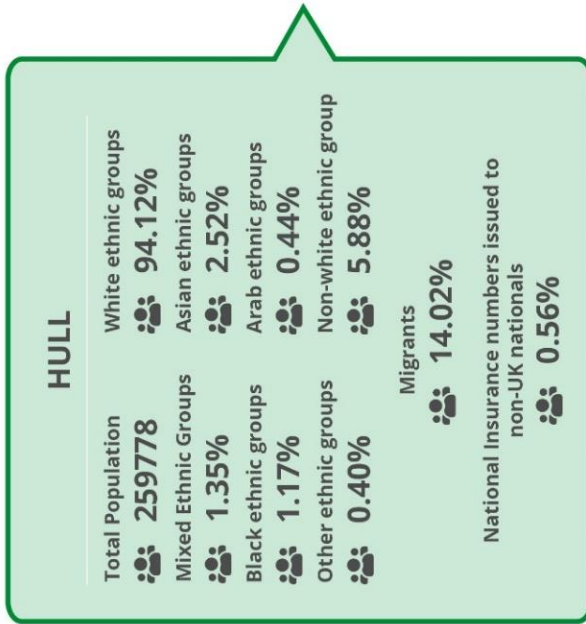 HULL
Total Population
259778
White ethnic groups
94.12%
Mixed Ethnic Groups
1.35%
Asian ethnic groups
2.52%
Black ethnic groups
1.17%
Arab ethnic groups
0.44%
Other ethnic groups
0.40%
Non-white ethnic group
5.88%
Migrants
14.02%
National Insurance numbers issued to
non-UK nationals
0.56%